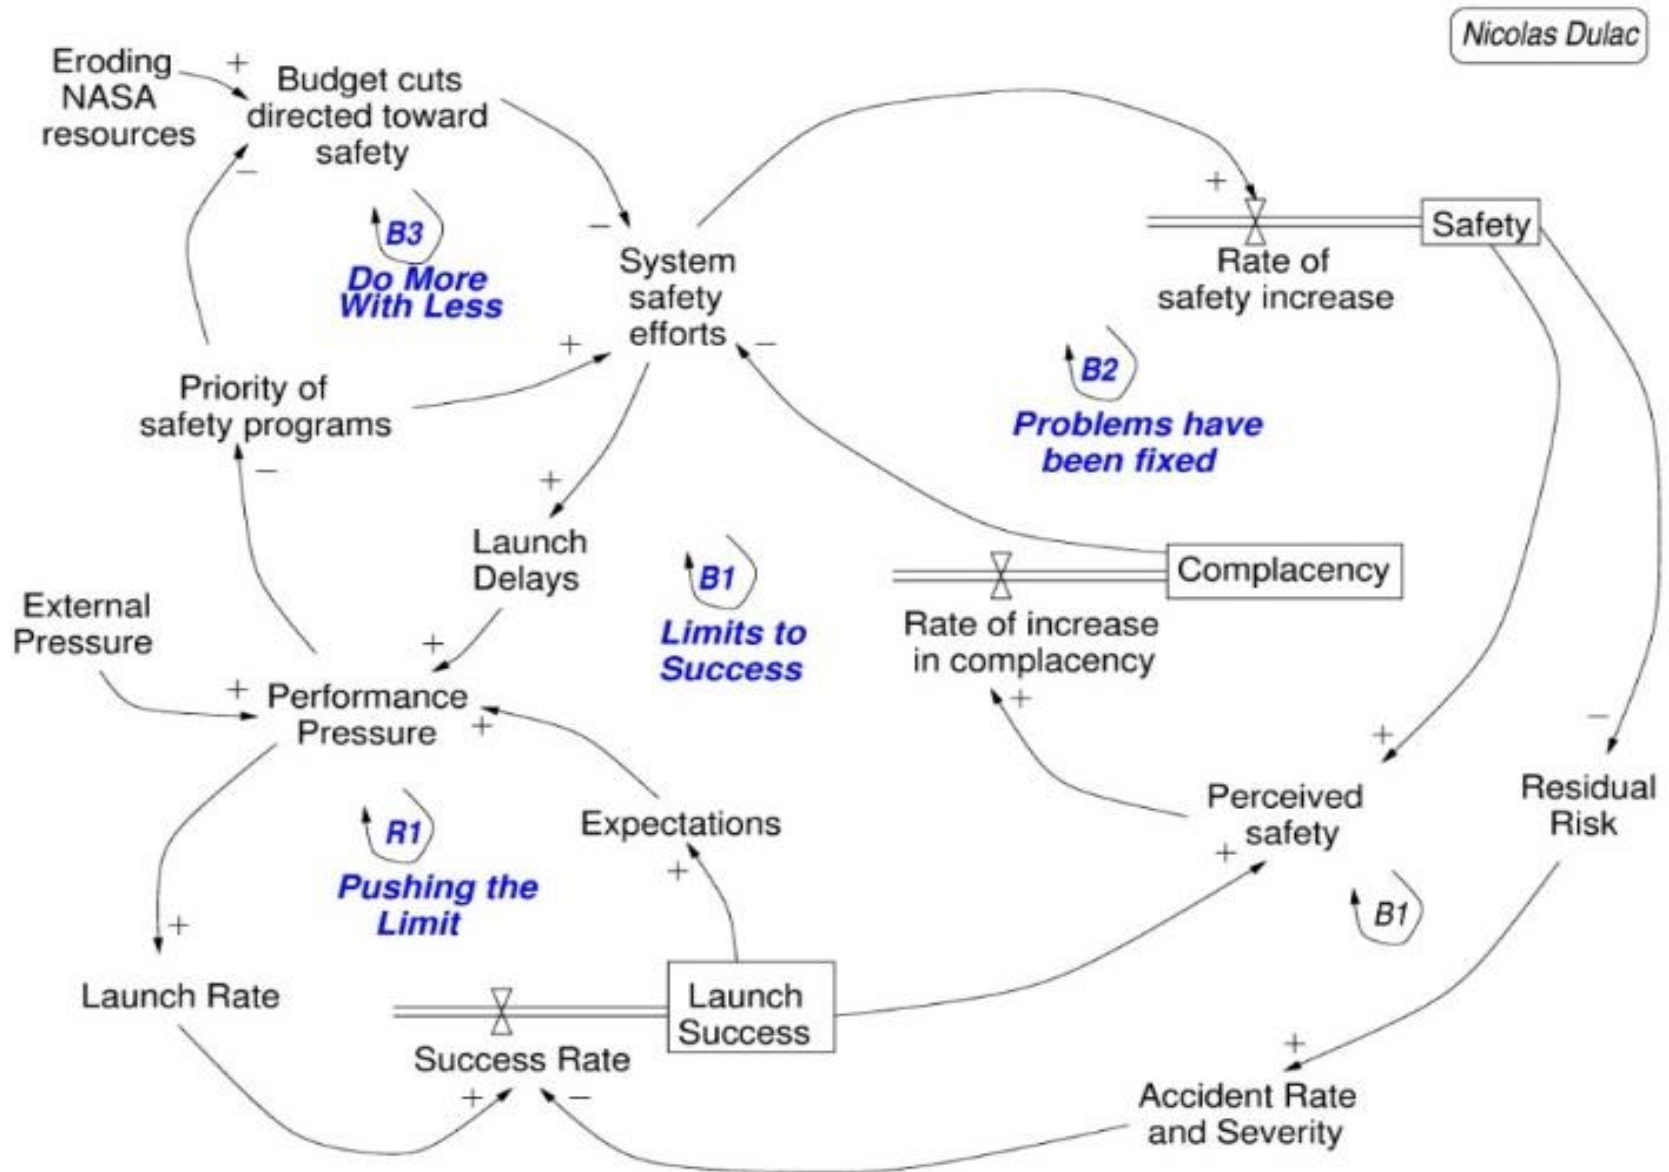 Nicolas Dulac
Eroding
NASA
resources
+
Budget cuts
directed toward
safety
−
−
B3
Do More
With Less
System
safety
efforts
+
−
+
Safety
Rate of
safety increase
B2
Problems have
been fixed
Priority of
safety programs
−
+
Launch
Delays
B1
Limits to
Success
Complacency
Rate of increase
in complacency
+
External
Pressure
+
+
Performance
Pressure
+
R1
Pushing the
Limit
Expectations
+
+
Perceived
safety
+
−
Residual
Risk
B1
+
Launch Rate
Launch
Success
Success Rate
+
−
+
Accident Rate
and Severity